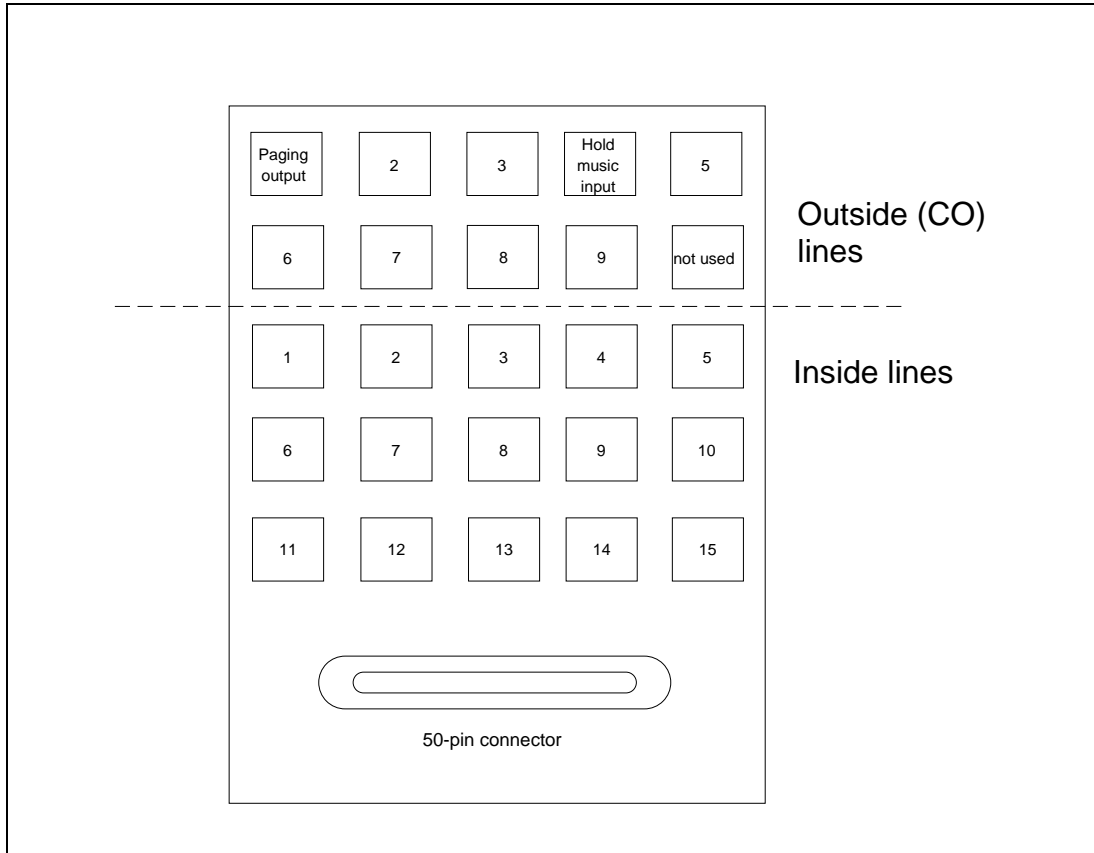 Paging
output
2
3
Hold
music
input
5
Outside (CO)
lines
6
7
8
9
not used
1
2
3
4
5
Inside lines
6
7
8
9
10
11
12
13
14
15
50-pin connector